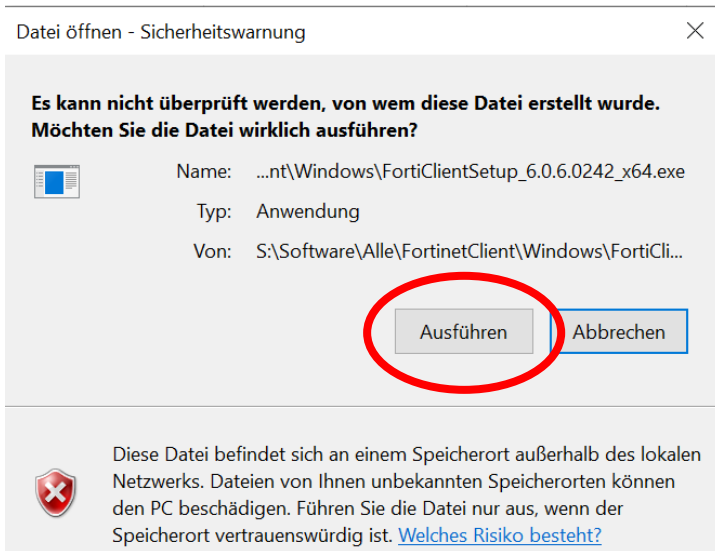 Datei öffnen - Sicherheitswarnung
Es kann nicht überprüft werden, von wem diese Datei erstellt wurde.
Möchten Sie die Datei wirklich ausführen?
Name: ...nt\Windows\FortiClientSetup_6.0.6.0242_x64.exe
Typ: Anwendung
Von: S:\Software\Alle\FortinetClient\Windows\FortiCli...
Ausführen Abbrechen
Diese Datei befindet sich an einem Speicherort außerhalb des lokalen
Netzwerks. Dateien von Ihnen unbekannten Speicherorten können
den PC beschädigen. Führen Sie die Datei nur aus, wenn der
Speicherort vertrauenswürdig ist. Welches Risiko besteht?